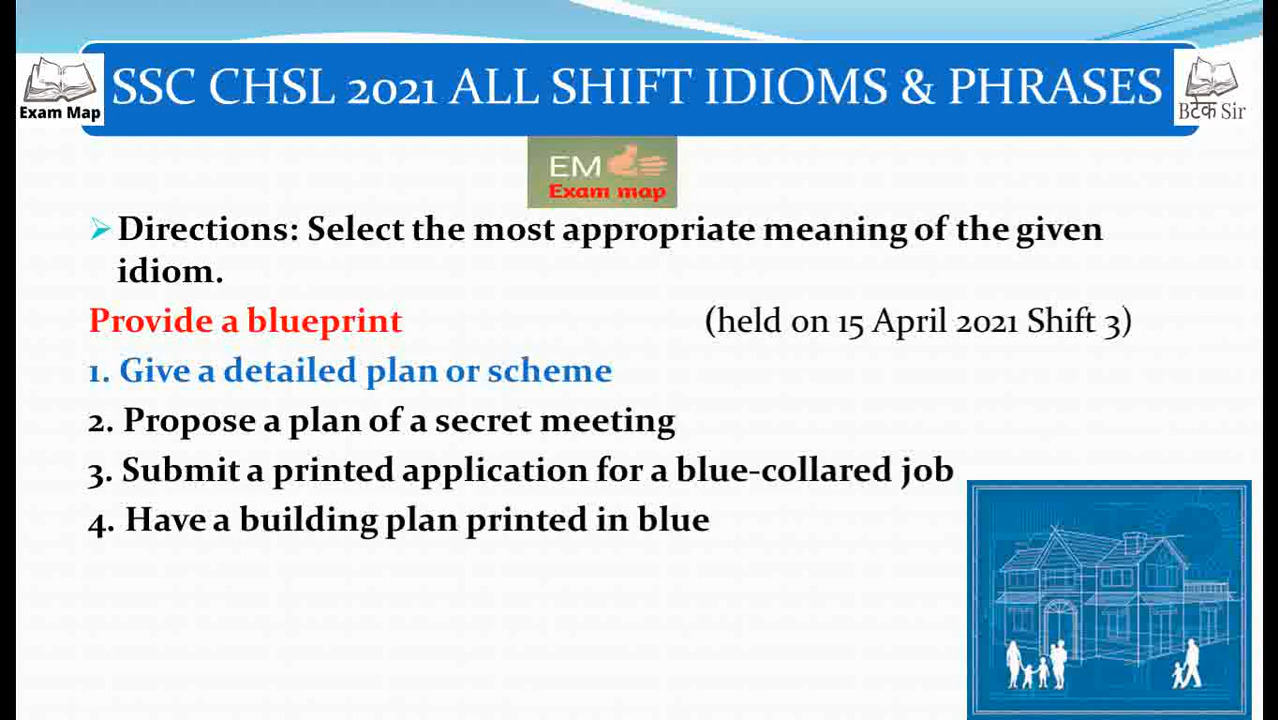 SSC CHSL 2021 ALL SHIFT IDIOMS & PHRASES
Exam Map
Bटेक Sir
EM
Exam map
Directions: Select the most appropriate meaning of the given
idiom.
Provide a blueprint (held on 15 April 2021 Shift 3)
1. Give a detailed plan or scheme
2. Propose a plan of a secret meeting
3. Submit a printed application for a blue-collared job
4. Have a building plan printed in blue